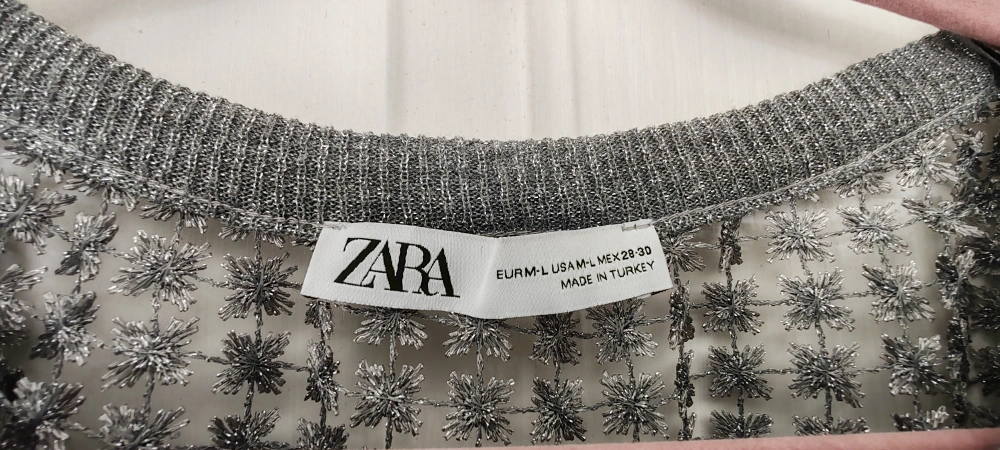 ZARA
EUR M-L USA M-L MEX 28-30
MADE IN TURKEY